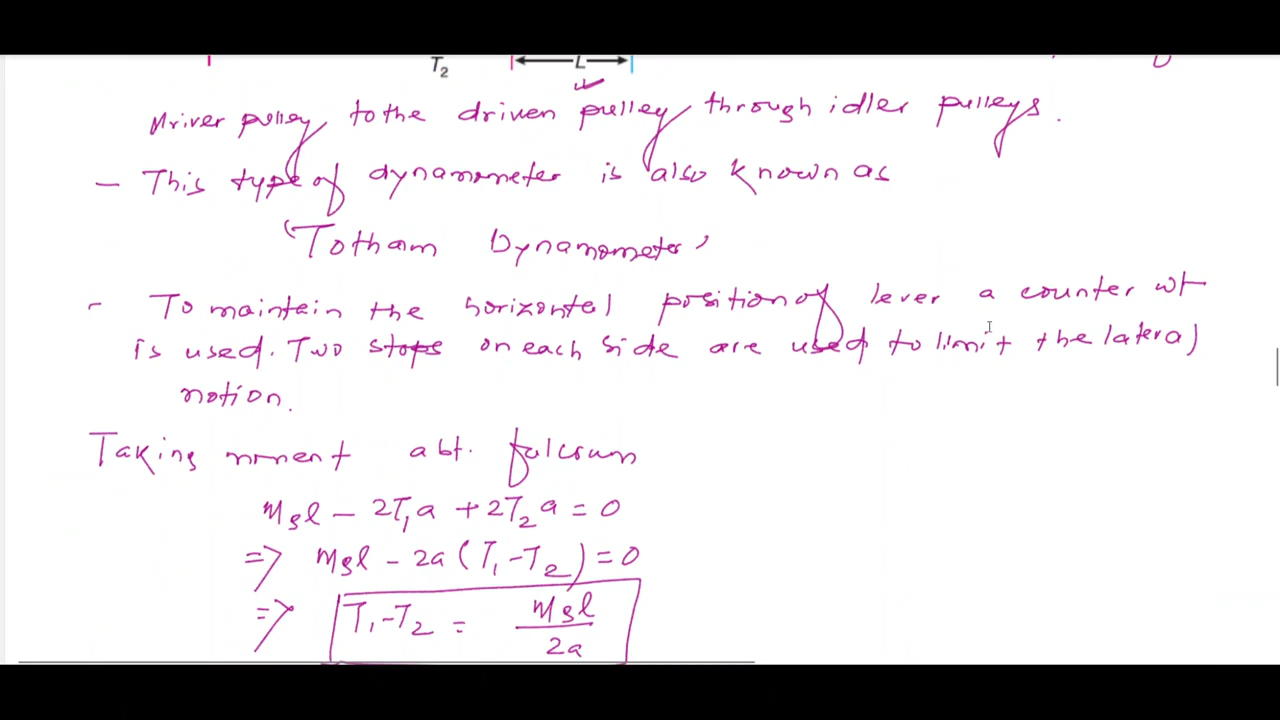 T2
L
Driver pulley to the driven pulley through idler pulleys.
- This type of dynamometer is also known as
'Totham Dynamometer'
- To maintain the horizontal position of lever a counter wt
is used. Two stops on each side are used to limit the lateral
motion.
Taking moment abt. fulcrum
Mgl - 2T1a + 2T2a = 0
=> Mgl - 2a (T1-T2) = 0
=> T1-T2 = Mgl/2a